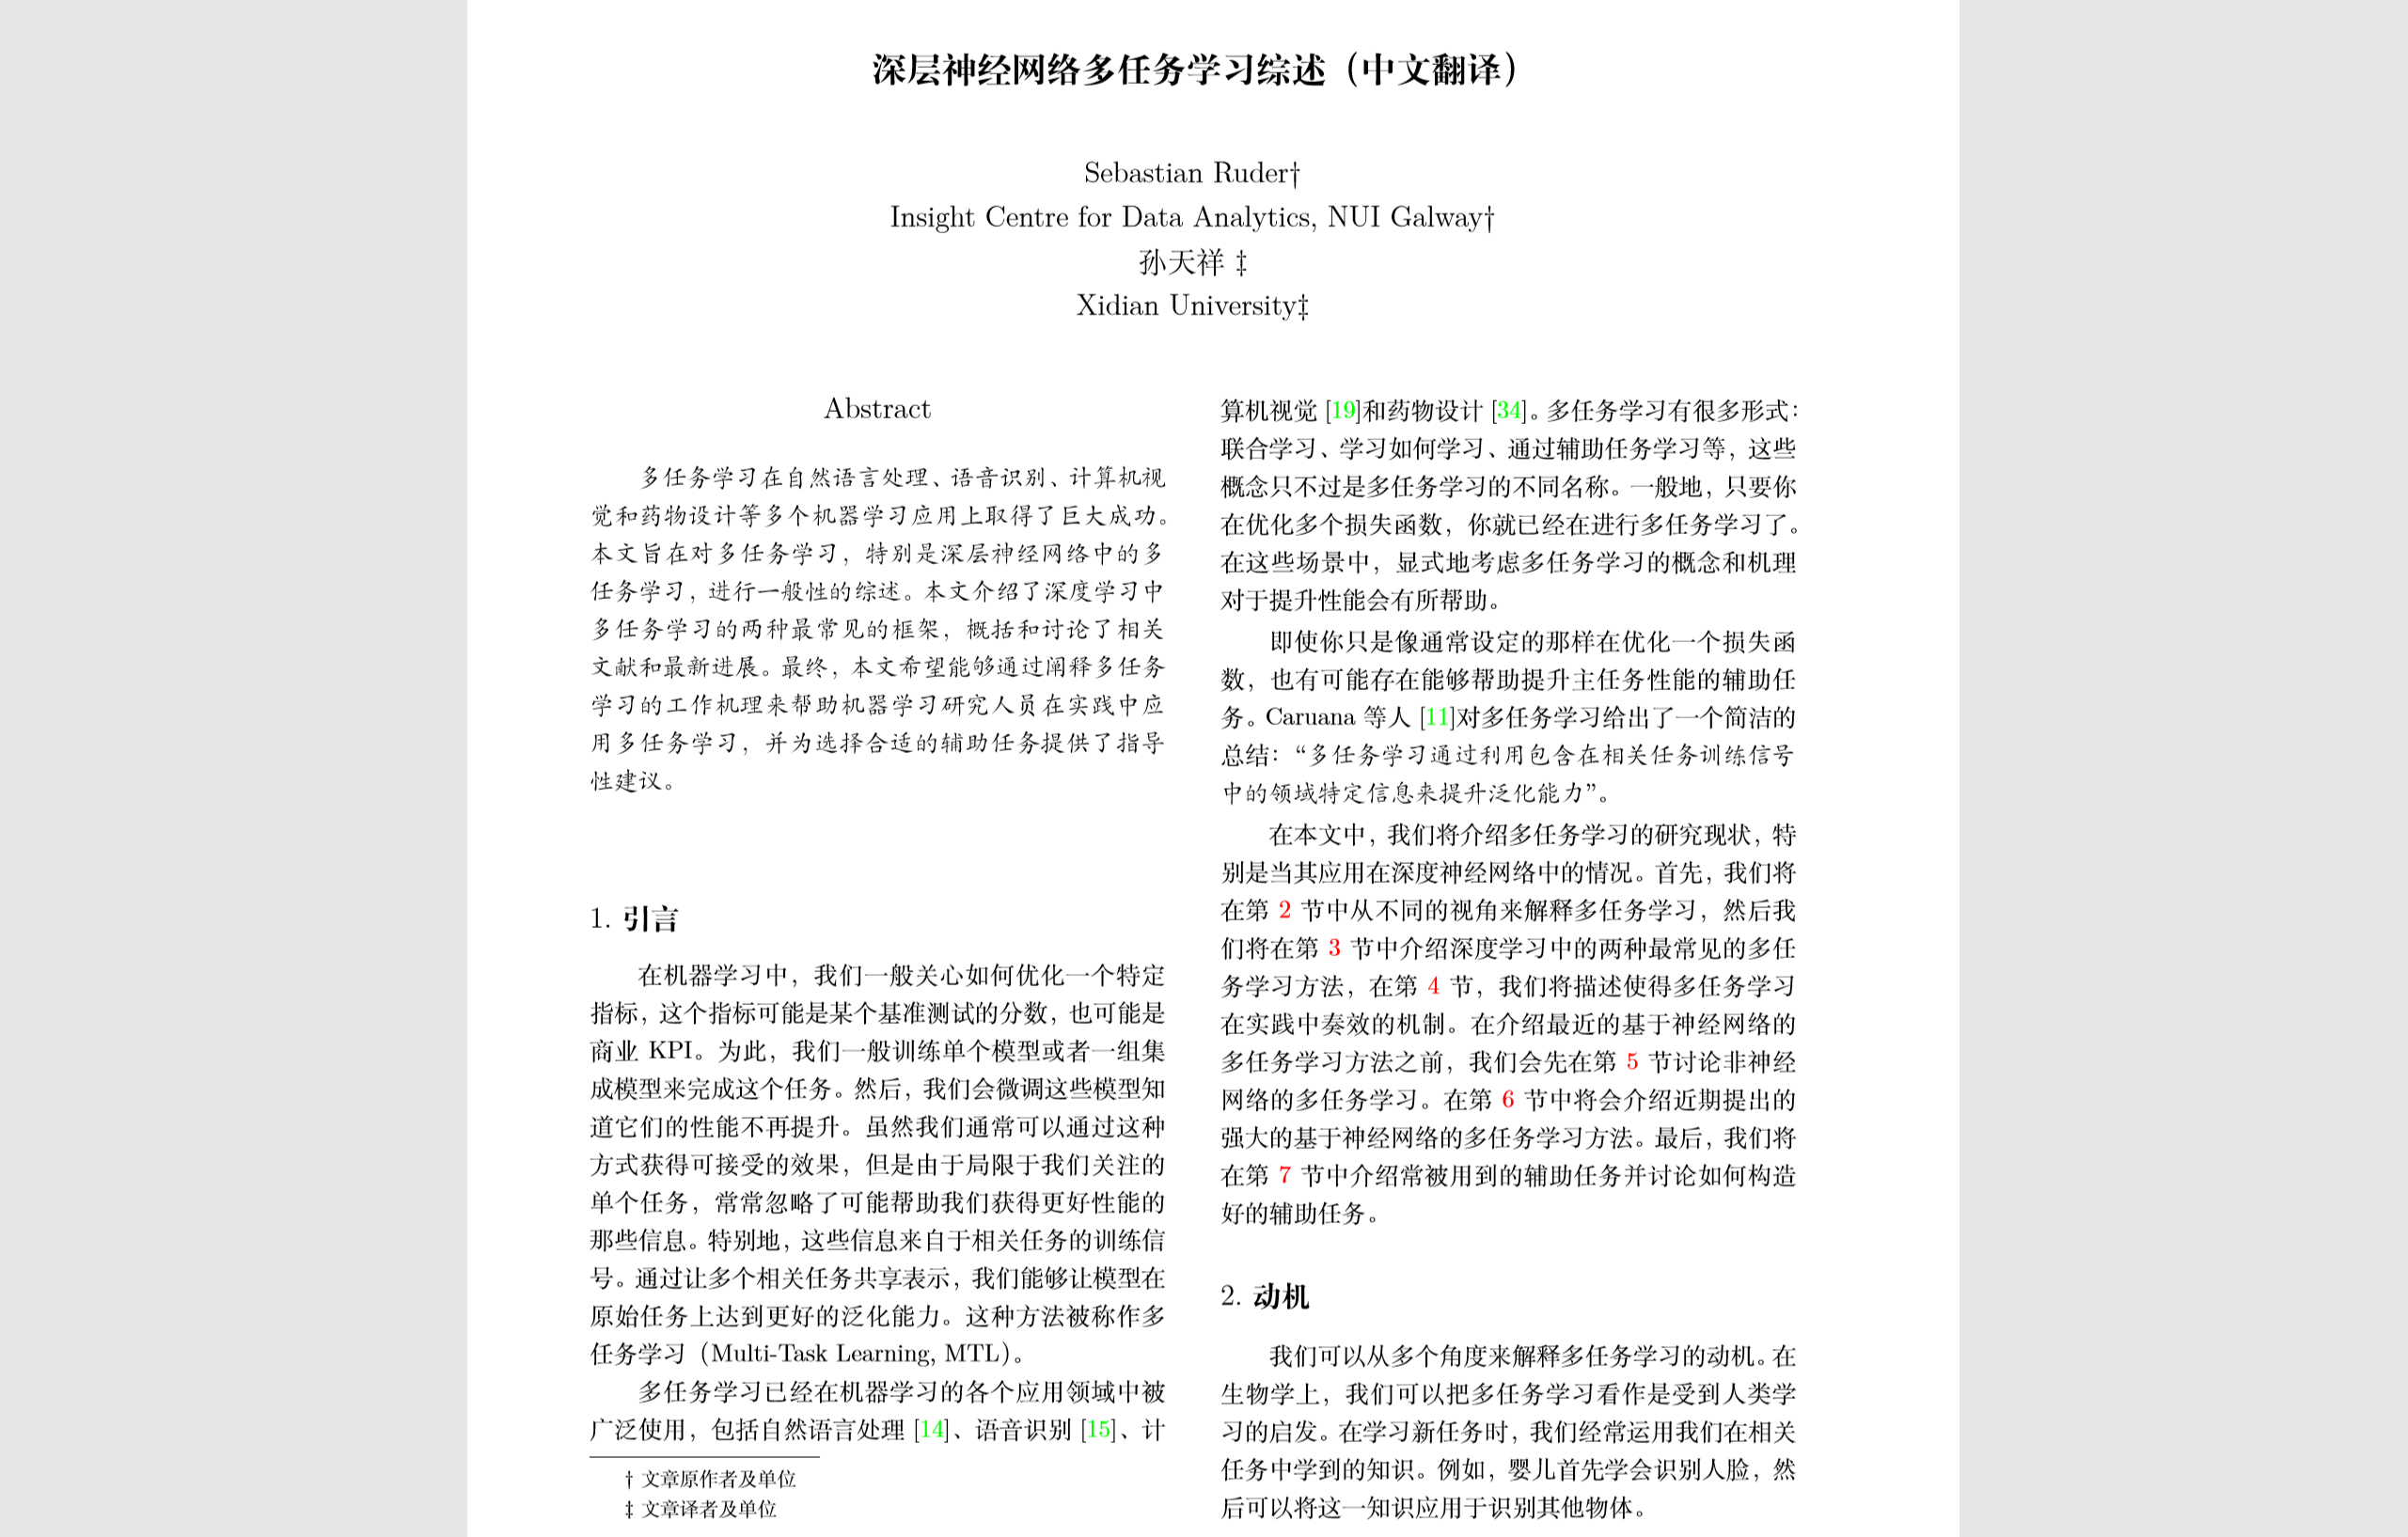 深层神经网络多任务学习综述（中文翻译）
Sebastian Ruder†
Insight Centre for Data Analytics, NUI Galway†
孙天祥 ‡
Xidian University‡
Abstract
多任务学习在自然语言处理、语音识别、计算机视
觉和药物设计等多个机器学习应用上取得了巨大成功。
本文旨在对多任务学习，特别是深层神经网络中的多
任务学习，进行一般性的综述。本文介绍了深度学习中
多任务学习的两种最常见的框架，概括和讨论了相关
文献和最新进展。最终，本文希望能够通过阐释多任务
学习的工作机理来帮助机器学习研究人员在实践中应
用多任务学习，并为选择合适的辅助任务提供了指导
性建议。
1. 引言
在机器学习中，我们一般关心如何优化一个特定
指标，这个指标可能是某个基准测试的分数，也可能是
商业 KPI。为此，我们一般训练单个模型或者一组集
成模型来完成这个任务。然后，我们会微调这些模型知
道它们的性能不再提升。虽然我们通常可以通过这种
方式获得可接受的效果，但是由于局限于我们关注的
单个任务，常常忽略了可能帮助我们获得更好性能的
那些信息。特别地，这些信息来自于相关任务的训练信
号。通过让多个相关任务共享表示，我们能够让模型在
原始任务上达到更好的泛化能力。这种方法被称作多
任务学习（Multi-Task Learning, MTL）。
多任务学习已经在机器学习的各个应用领域中被
广泛使用，包括自然语言处理 [14]、语音识别 [15]、计
† 文章原作者及单位
‡ 文章译者及单位
算机视觉 [19]和药物设计 [34]。多任务学习有很多形式：
联合学习、学习如何学习、通过辅助任务学习等，这些
概念只不过是多任务学习的不同名称。一般地，只要你
在优化多个损失函数，你就已经在进行多任务学习了。
在这些场景中，显式地考虑多任务学习的概念和机理
对于提升性能会有所帮助。
即使你只是像通常设定的那样在优化一个损失函
数，也有可能存在能够帮助提升主任务性能的辅助任
务。Caruana 等人 [11]对多任务学习给出了一个简洁的
总结：“多任务学习通过利用包含在相关任务训练信号
中的领域特定信息来提升泛化能力”。
在本文中，我们将介绍多任务学习的研究现状，特
别是当其应用在深度神经网络中的情况。首先，我们将
在第 2 节中从不同的视角来解释多任务学习，然后我
们将在第 3 节中介绍深度学习中的两种最常见的多任
务学习方法，在第 4 节，我们将描述使得多任务学习
在实践中奏效的机制。在介绍最近的基于神经网络的
多任务学习方法之前，我们会先在第 5 节讨论非神经
网络的多任务学习。在第 6 节中将会介绍近期提出的
强大的基于神经网络的多任务学习方法。最后，我们将
在第 7 节中介绍常被用到的辅助任务并讨论如何构造
好的辅助任务。
2. 动机
我们可以从多个角度来解释多任务学习的动机。在
生物学上，我们可以把多任务学习看作是受到人类学
习的启发。在学习新任务时，我们经常运用我们在相关
任务中学到的知识。例如，婴儿首先学会识别人脸，然
后可以将这一知识应用于识别其他物体。